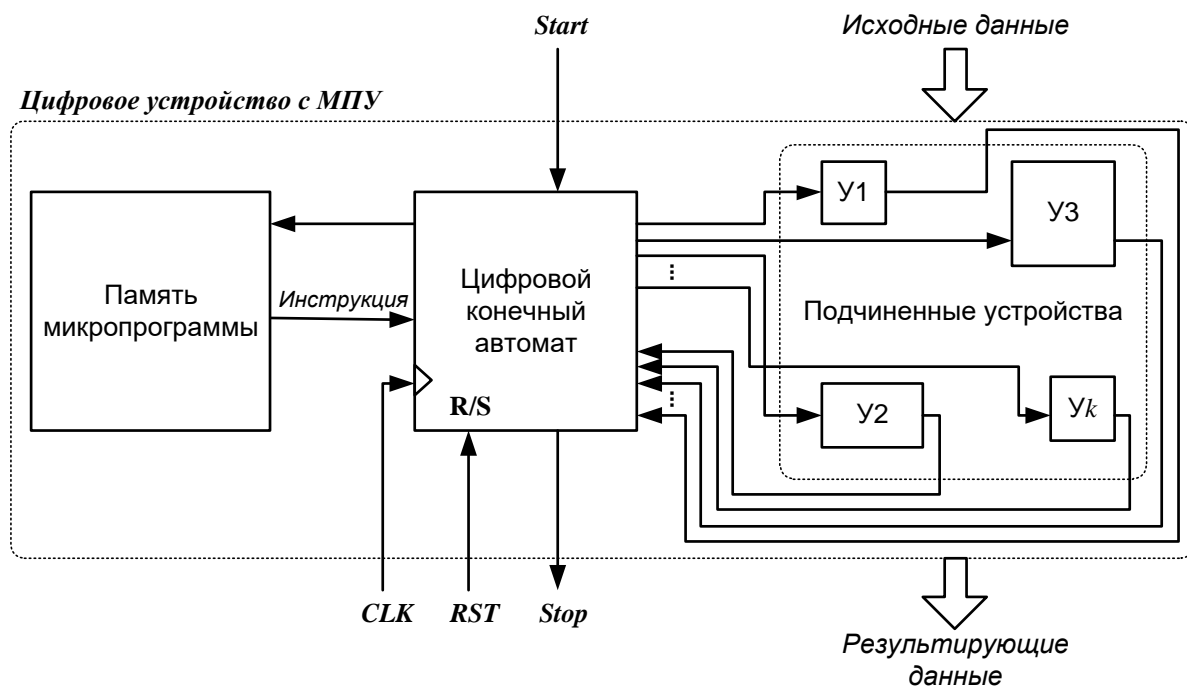 Start
Исходные данные
Цифровое устройство с МПУ
У1
У3
Память
микропрограммы
Инструкция
Цифровой
конечный
автомат
R/S
...
Подчиненные устройства
...
У2
Уk
CLK
RST
Stop
Результирующие
данные